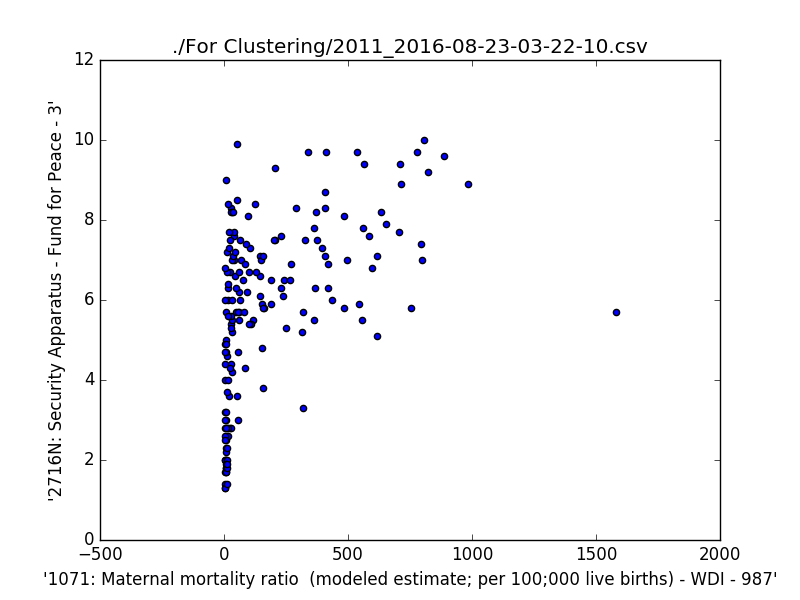 ./For Clustering/2011_2016-08-23-03-22-10.csv
12
10
8
6
4
2
0
'2716N: Security Apparatus - Fund for Peace - 3'
−500 0 500 1000 1500 2000
'1071: Maternal mortality ratio  (modeled estimate; per 100;000 live births) - WDI - 987'